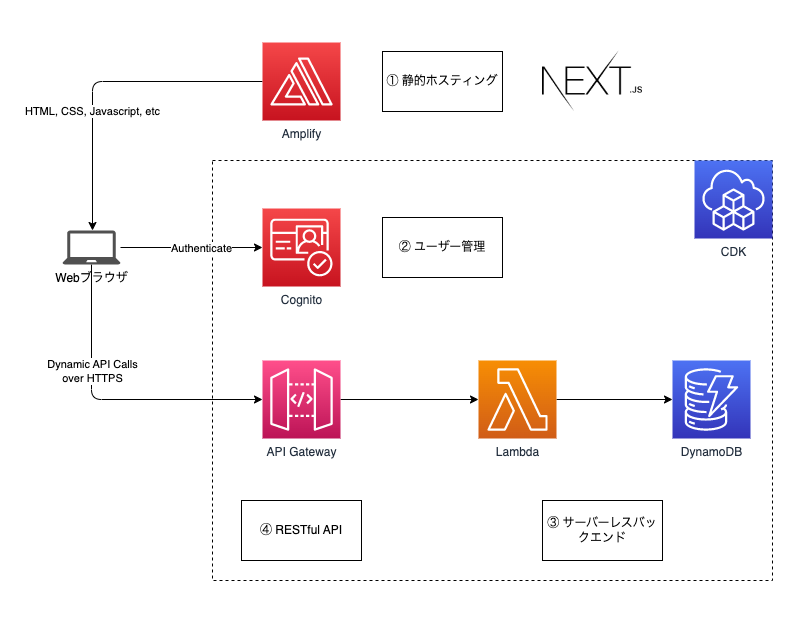 ① 静的ホスティング
NEXT.JS
Amplify
HTML, CSS, Javascript, etc
Webブラウザ
Authenticate
② ユーザー管理
CDK
Cognito
Dynamic API Calls
over HTTPS
API Gateway
Lambda
DynamoDB
④ RESTful API
③ サーバーレスバッ
クエンド